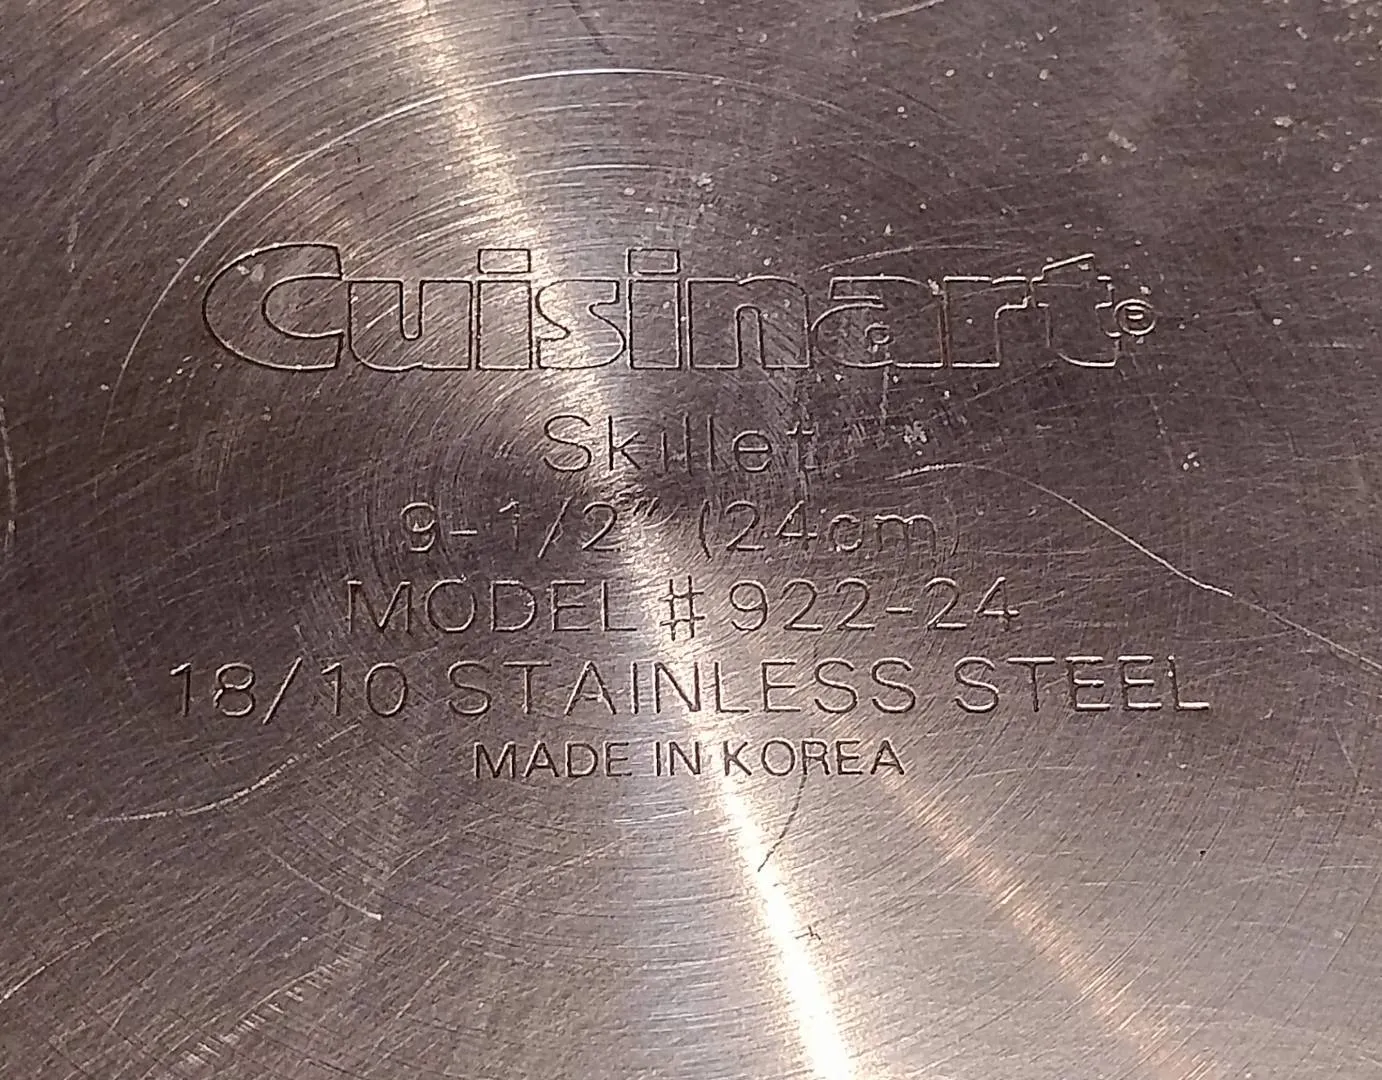 Cuisinart®
Skillet
9-1/2" (24cm)
MODEL # 922-24
18/10 STAINLESS STEEL
MADE IN KOREA